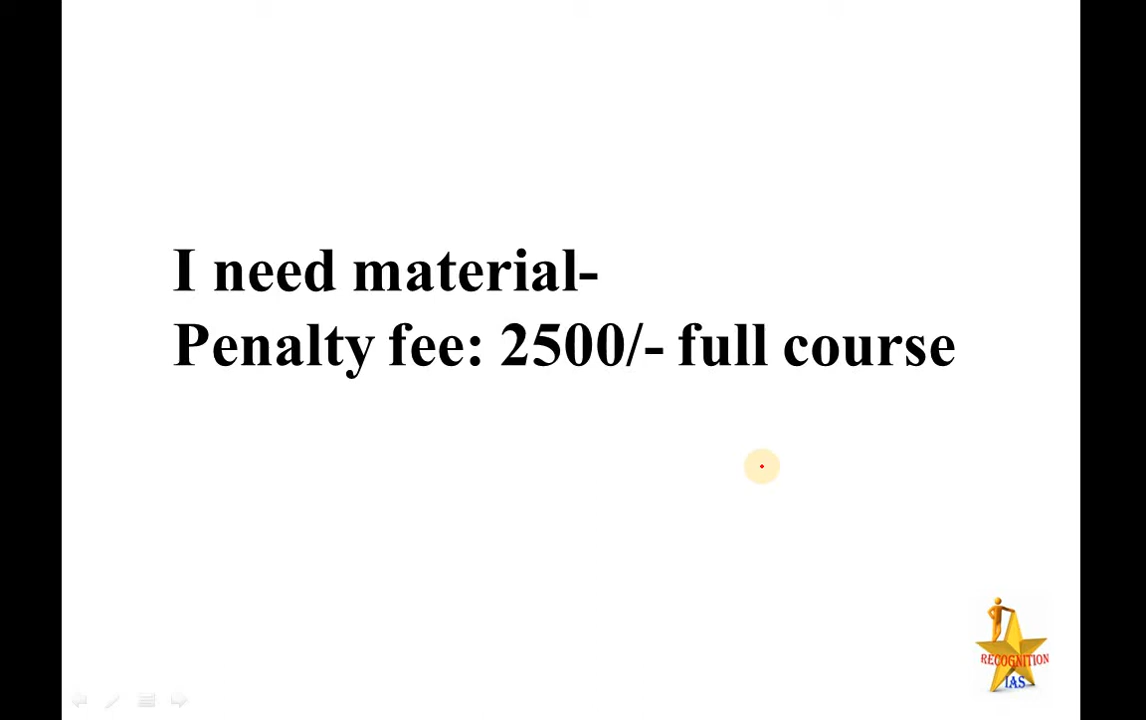 I need material-
Penalty fee: 2500/- full course
RECOGNITION
IAS